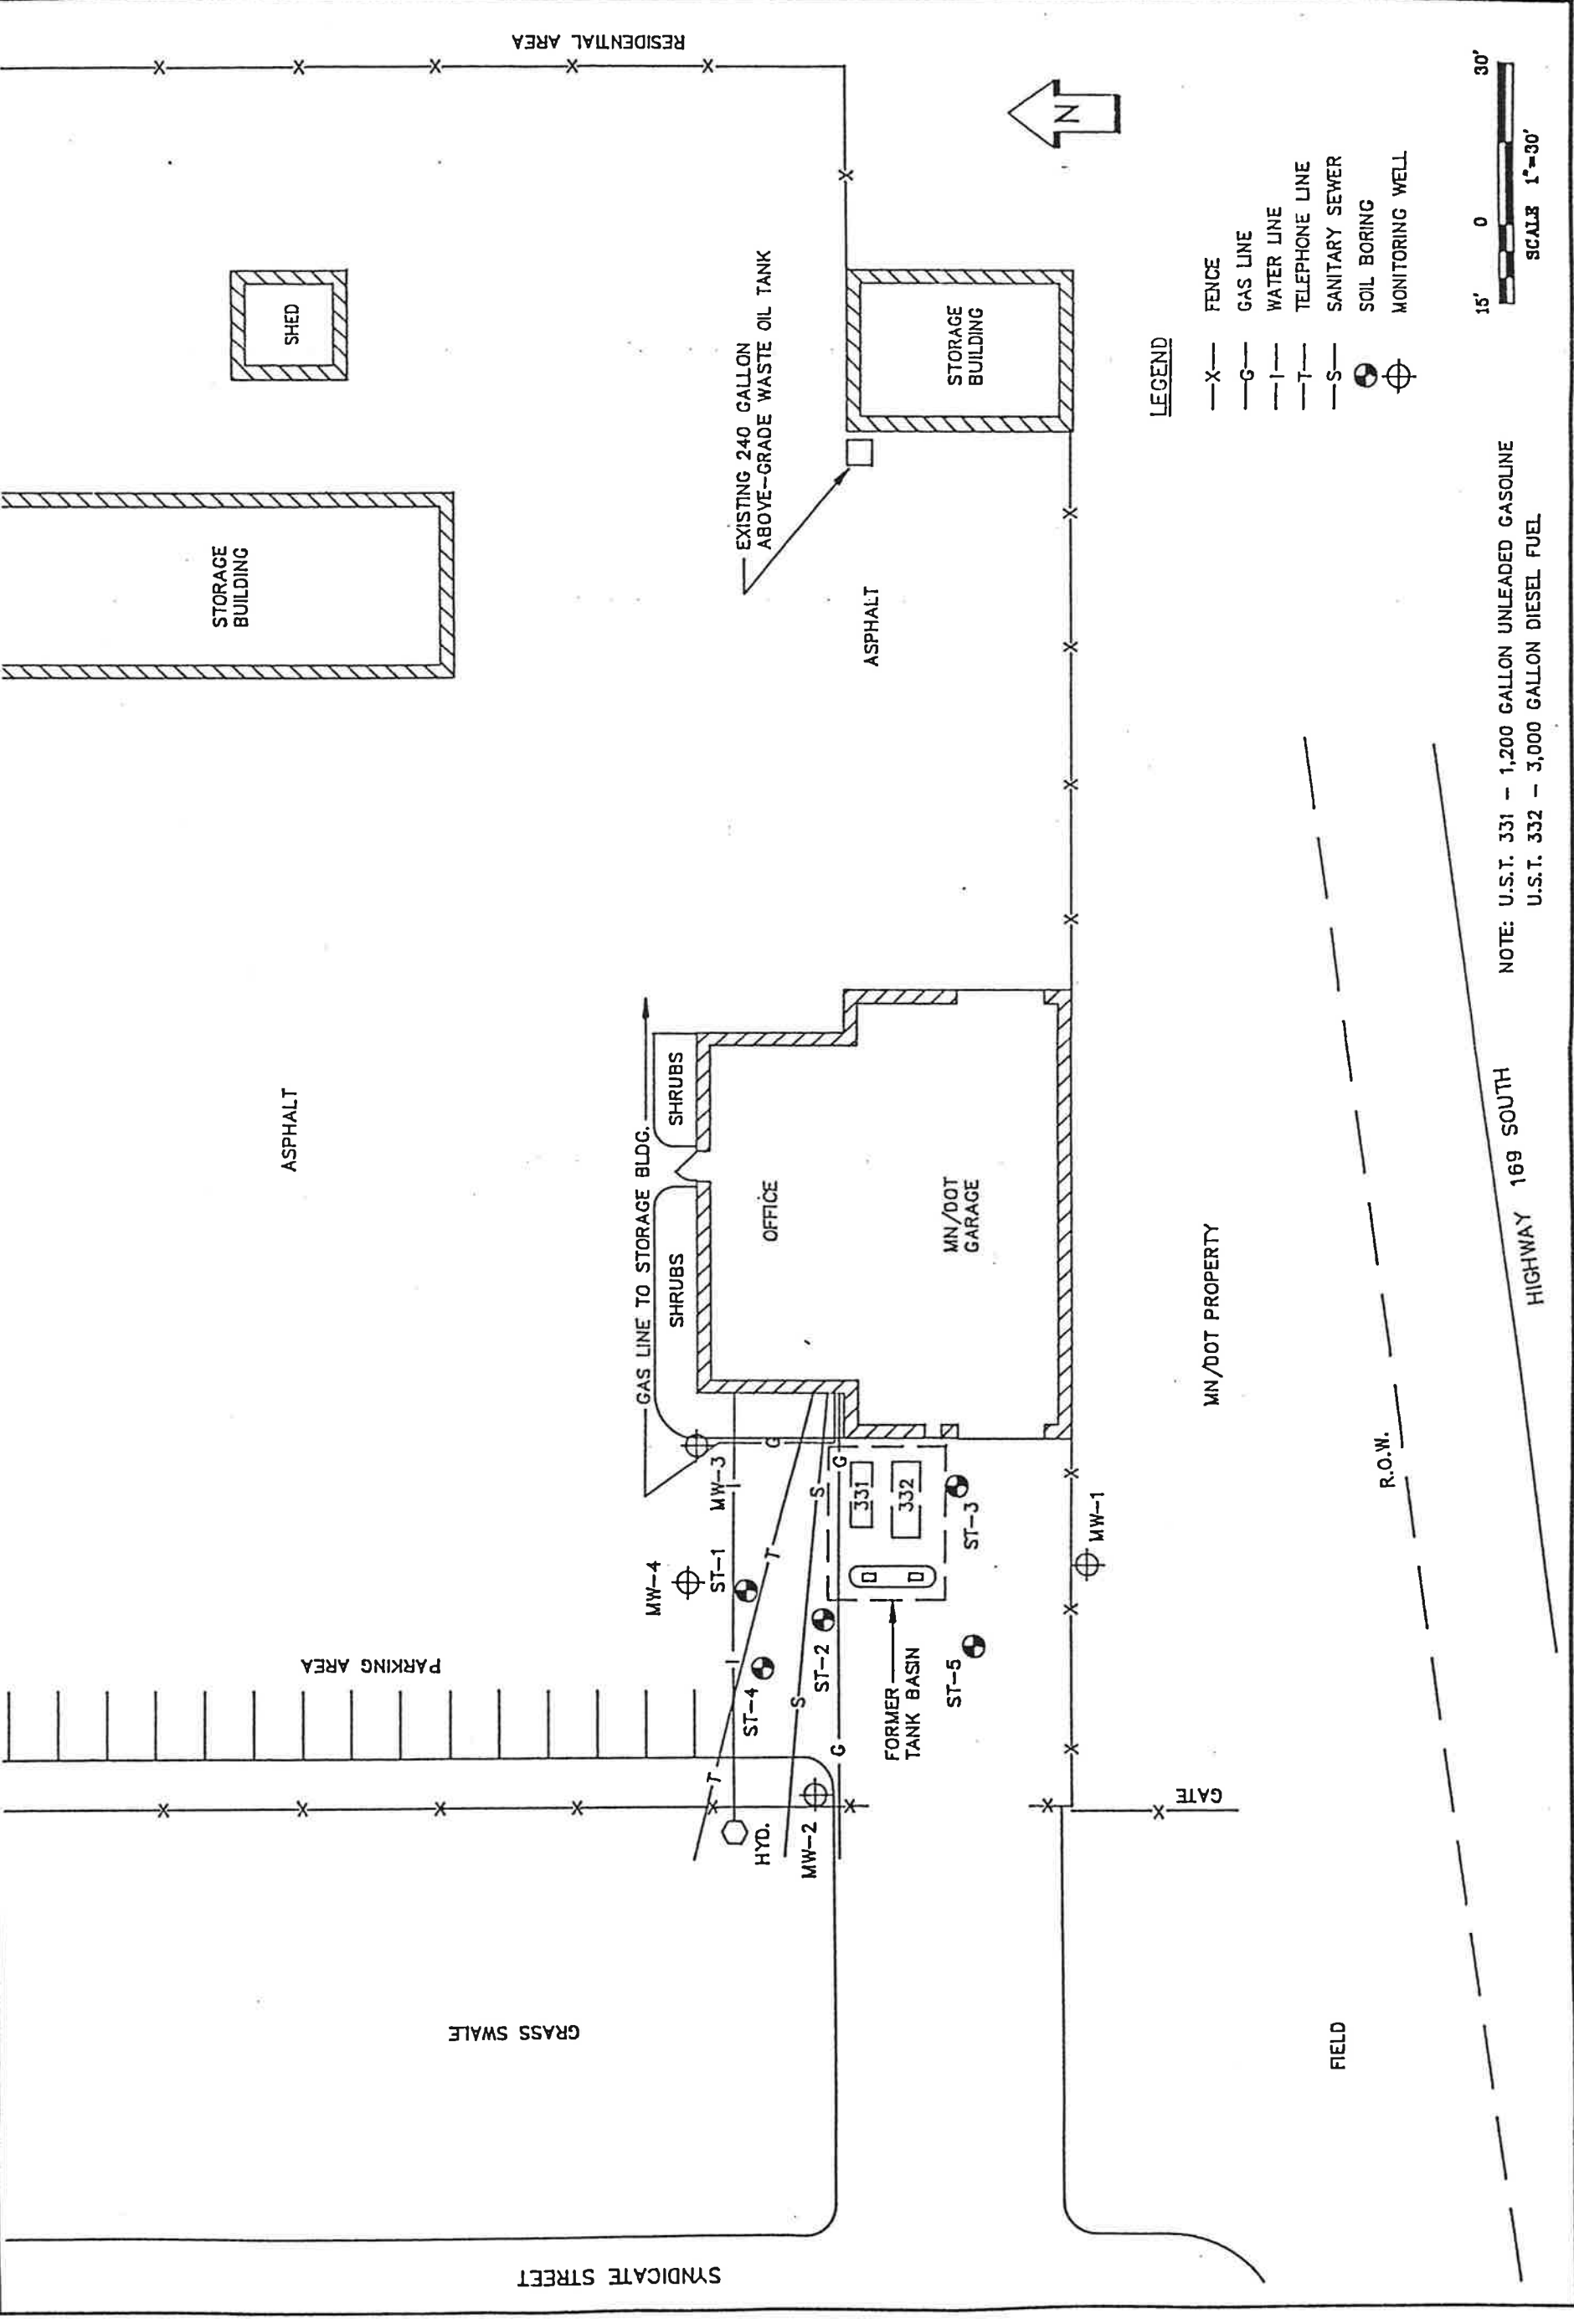 SYNDICATE STREET
GRASS SWALE
PARKING AREA
RESIDENTIAL AREA
STORAGE
BUILDING
SHED
ASPHALT
GAS LINE TO STORAGE BLDG.
SHRUBS
SHRUBS
OFFICE
MN/DOT
GARAGE
EXISTING 240 GALLON
ABOVE-GRADE WASTE OIL TANK
ASPHALT
STORAGE
BUILDING
MW-4
MW-3
ST-1
ST-4
ST-2
HYD.
MW-2
T
T
I
I
S
S
G
G
G
331
332
FORMER
TANK BASIN
ST-5
ST-3
MW-1
GATE
MN/DOT PROPERTY
R.O.W.
FIELD
HIGHWAY 169 SOUTH
N
LEGEND
—X— FENCE
—G— GAS LINE
—I— WATER LINE
—T— TELEPHONE LINE
—S— SANITARY SEWER
SOIL BORING
MONITORING WELL
NOTE: U.S.T. 331 - 1,200 GALLON UNLEADED GASOLINE
U.S.T. 332 - 3,000 GALLON DIESEL FUEL
15' 0 30'
SCALE 1"=30'